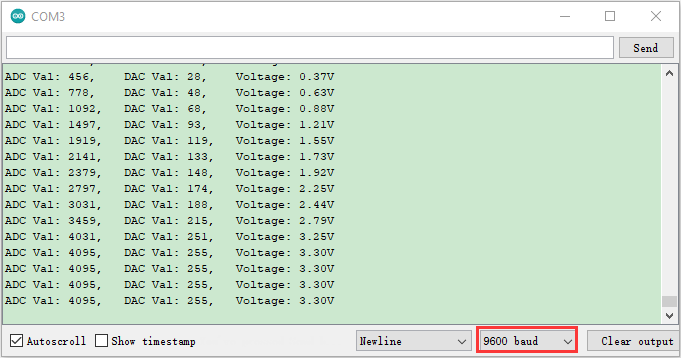 COM3
Send
ADC Val: 456,    DAC Val: 28,    Voltage: 0.37V
ADC Val: 778,    DAC Val: 48,    Voltage: 0.63V
ADC Val: 1092,   DAC Val: 68,    Voltage: 0.88V
ADC Val: 1497,   DAC Val: 93,    Voltage: 1.21V
ADC Val: 1919,   DAC Val: 119,   Voltage: 1.55V
ADC Val: 2141,   DAC Val: 133,   Voltage: 1.73V
ADC Val: 2379,   DAC Val: 148,   Voltage: 1.92V
ADC Val: 2797,   DAC Val: 174,   Voltage: 2.25V
ADC Val: 3031,   DAC Val: 188,   Voltage: 2.44V
ADC Val: 3459,   DAC Val: 215,   Voltage: 2.79V
ADC Val: 4031,   DAC Val: 251,   Voltage: 3.25V
ADC Val: 4095,   DAC Val: 255,   Voltage: 3.30V
ADC Val: 4095,   DAC Val: 255,   Voltage: 3.30V
ADC Val: 4095,   DAC Val: 255,   Voltage: 3.30V
ADC Val: 4095,   DAC Val: 255,   Voltage: 3.30V
Autoscroll Show timestamp Newline 9600 baud Clear output